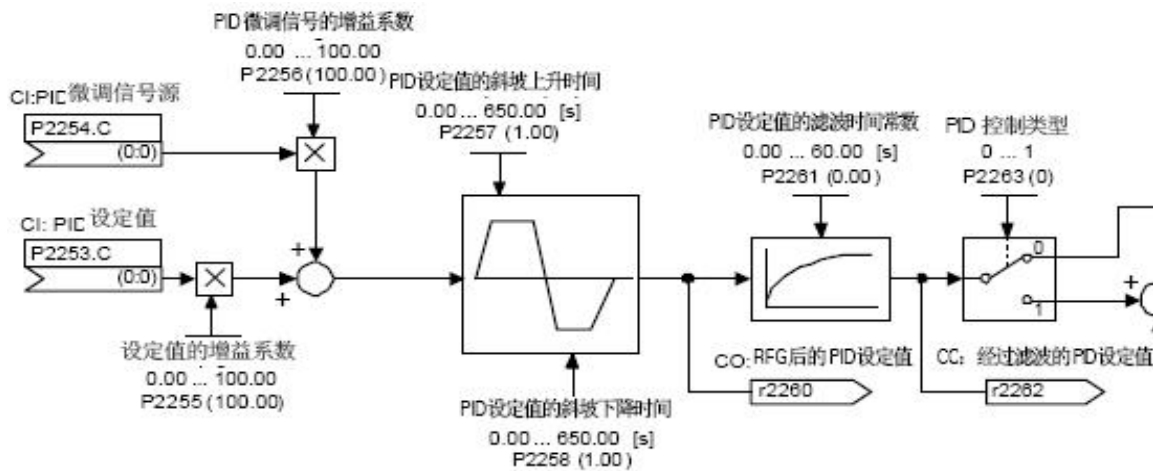 PID 微调信号的增益系数
0.00 ... 100.00
P2256 (100.00)
CI:PID微调信号源
P2254.C
(0:0)
PID设定值的斜坡上升时间
0.00 ... 650.00 [s]
P2257 (1.00)
PID设定值的滤波时间常数
0.00 ... 60.00 [s]
P2261 (0.00)
PID 控制类型
0 ... 1
P2263 (0)
CI: PID 设定值
P2253.C
(0:0)
+
+
0
1
+
设定值的增益系数
0.00 ... 100.00
P2255 (100.00)
CO: RFG后的PID设定值
r2260
CC: 经过滤波的PID设定值
r2262
PID设定值的斜坡下降时间
0.00 ... 650.00 [s]
P2258 (1.00)